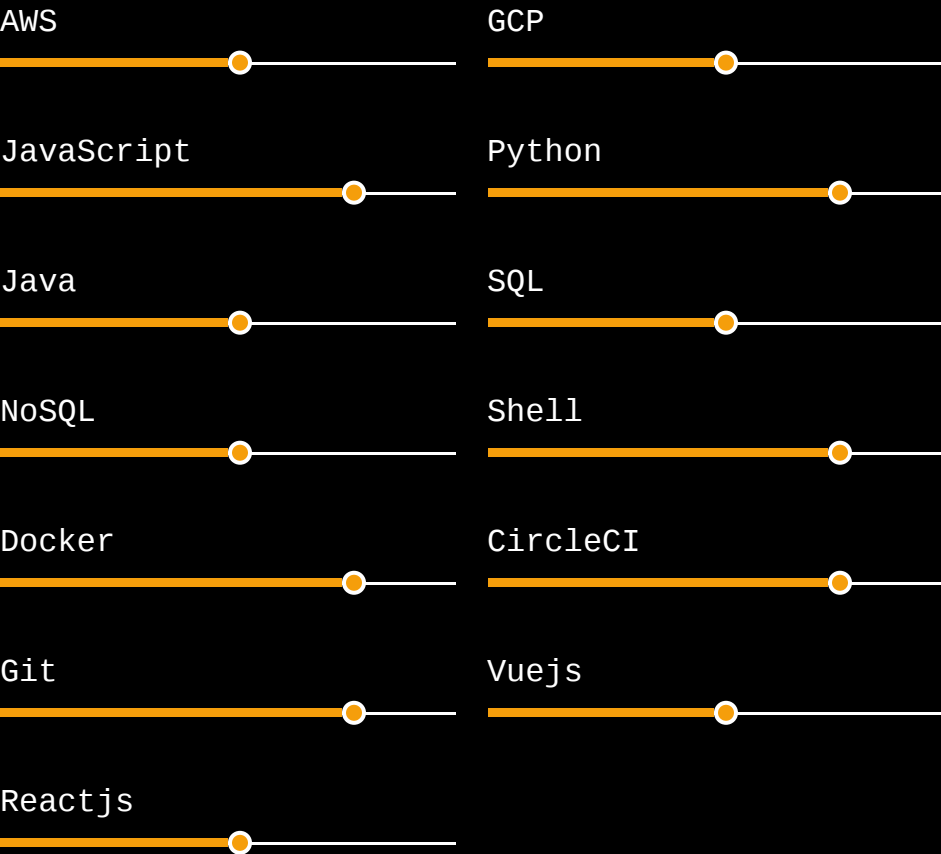 AWS
GCP
JavaScript
Python
Java
SQL
NoSQL
Shell
Docker
CircleCI
Git
Vuejs
Reactjs